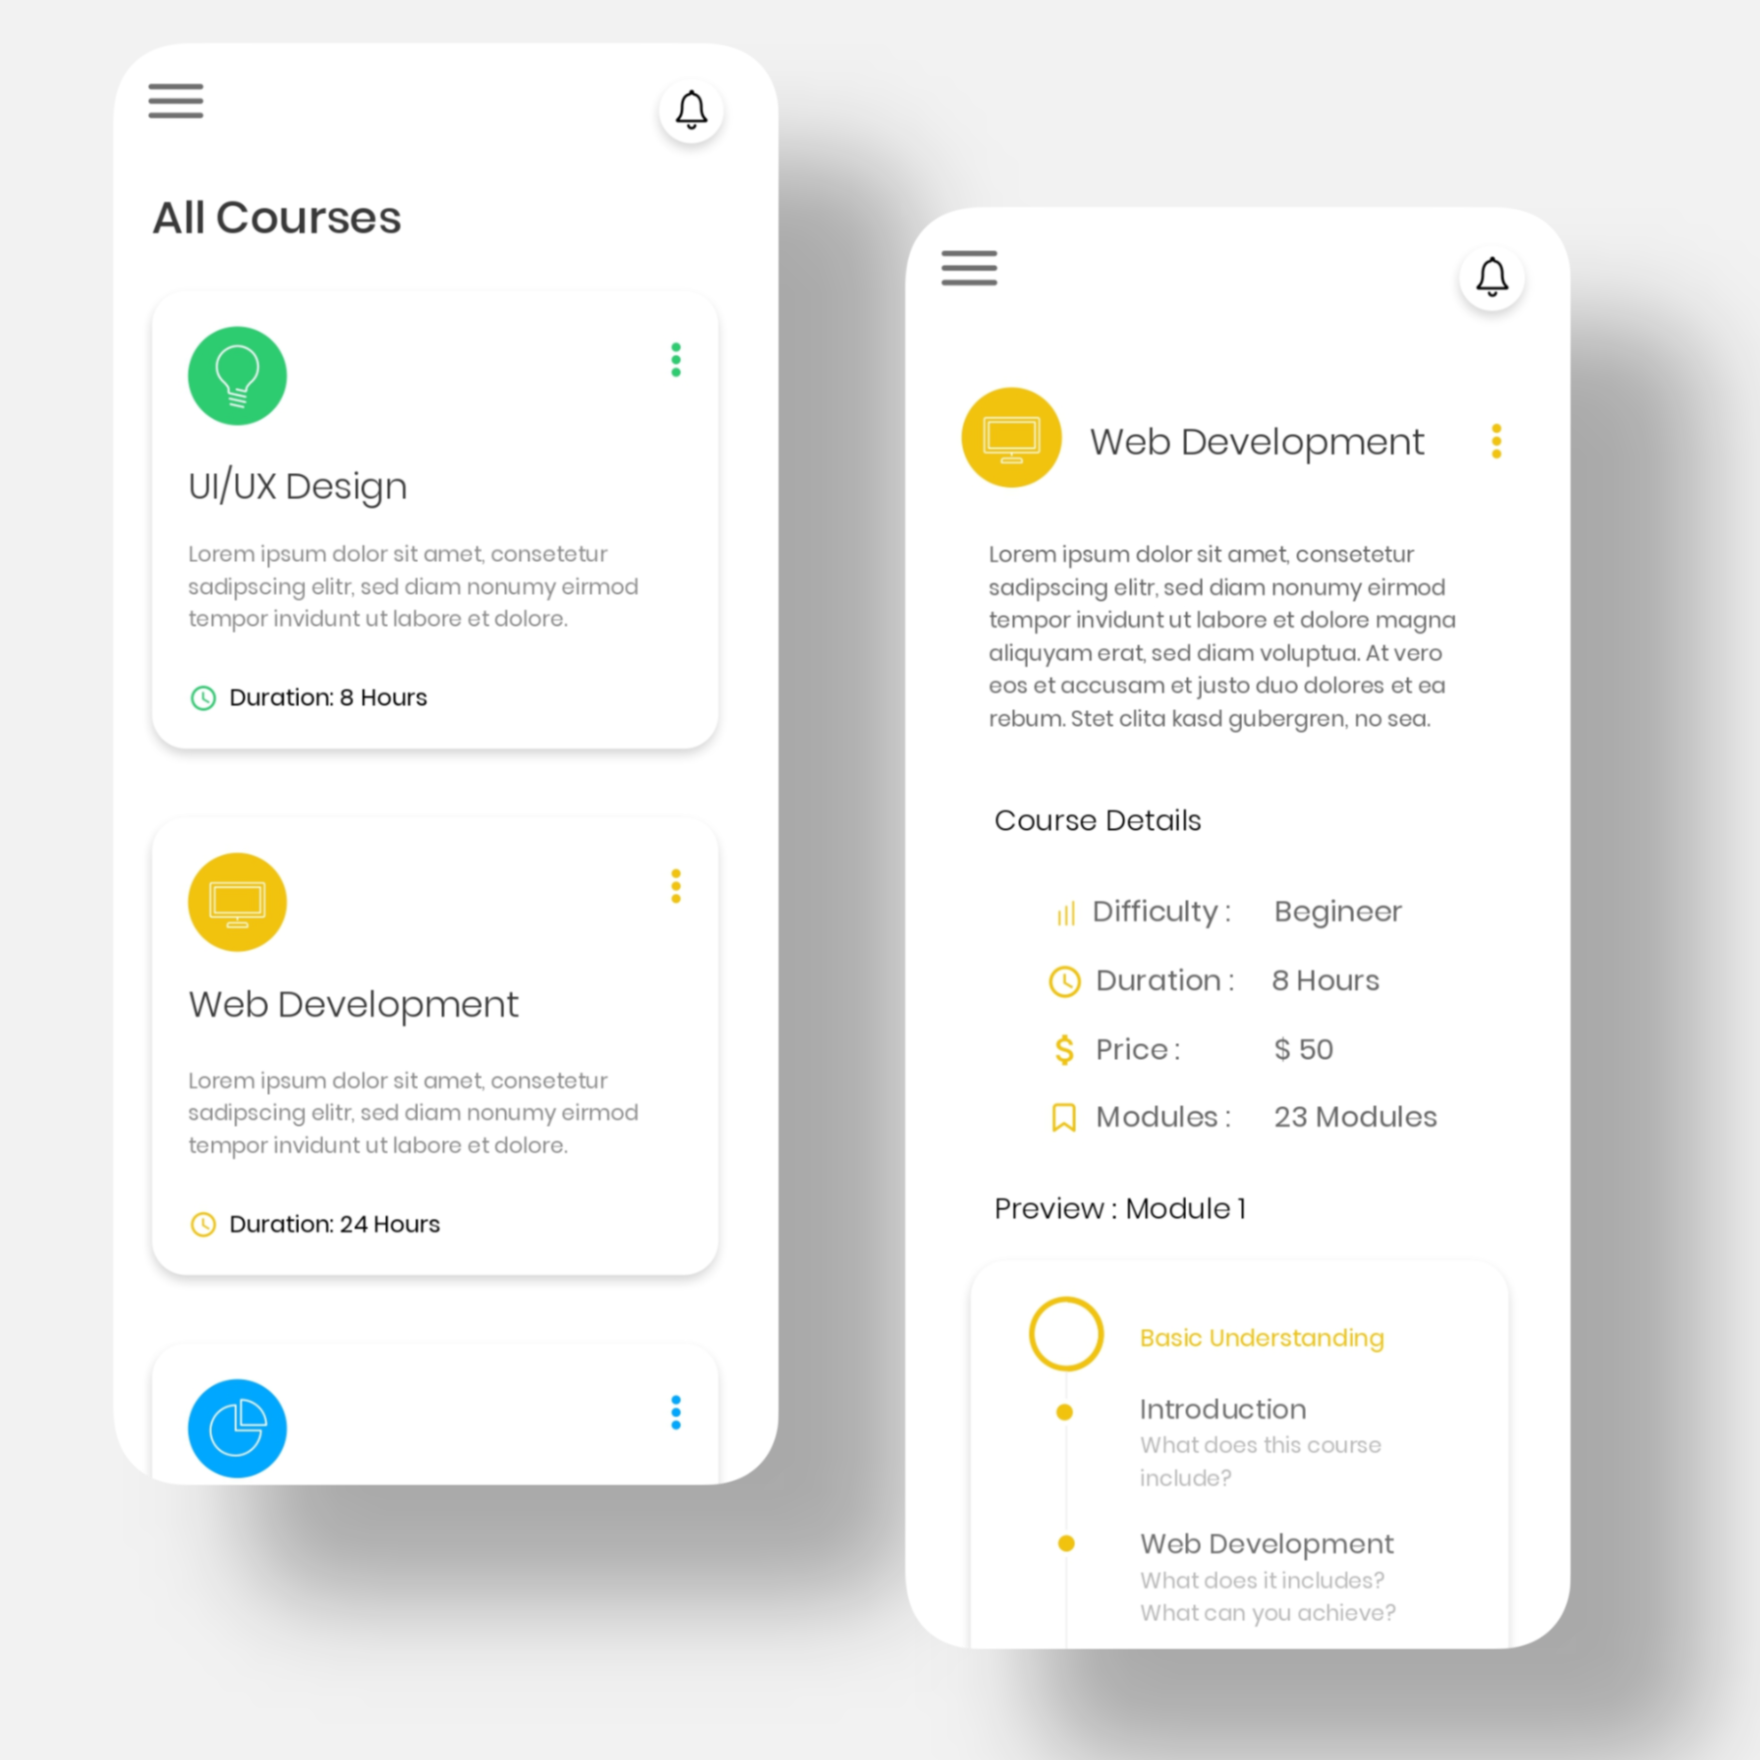 All Courses
UI/UX Design
Lorem ipsum dolor sit amet, consetetur
sadipscing elitr, sed diam nonumy eirmod
tempor invidunt ut labore et dolore.
Duration: 8 Hours
Web Development
Lorem ipsum dolor sit amet, consetetur
sadipscing elitr, sed diam nonumy eirmod
tempor invidunt ut labore et dolore.
Duration: 24 Hours
Web Development
Lorem ipsum dolor sit amet, consetetur
sadipscing elitr, sed diam nonumy eirmod
tempor invidunt ut labore et dolore magna
aliquyam erat, sed diam voluptua. At vero
eos et accusam et justo duo dolores et ea
rebum. Stet clita kasd gubergren, no sea.
Course Details
Difficulty : Begineer
Duration : 8 Hours
Price : $ 50
Modules : 23 Modules
Preview : Module 1
Basic Understanding
Introduction
What does this course
include?
Web Development
What does it includes?
What can you achieve?